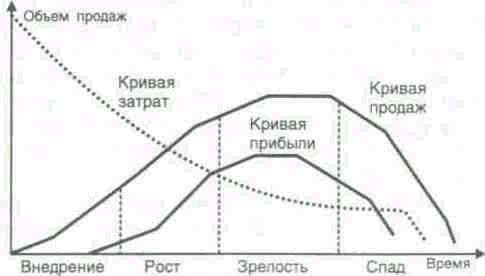 Объем продаж
Кривая
затрат
Кривая
продаж
Кривая
прибыли
Внедрение
Рост
Зрелость
Спад
Время